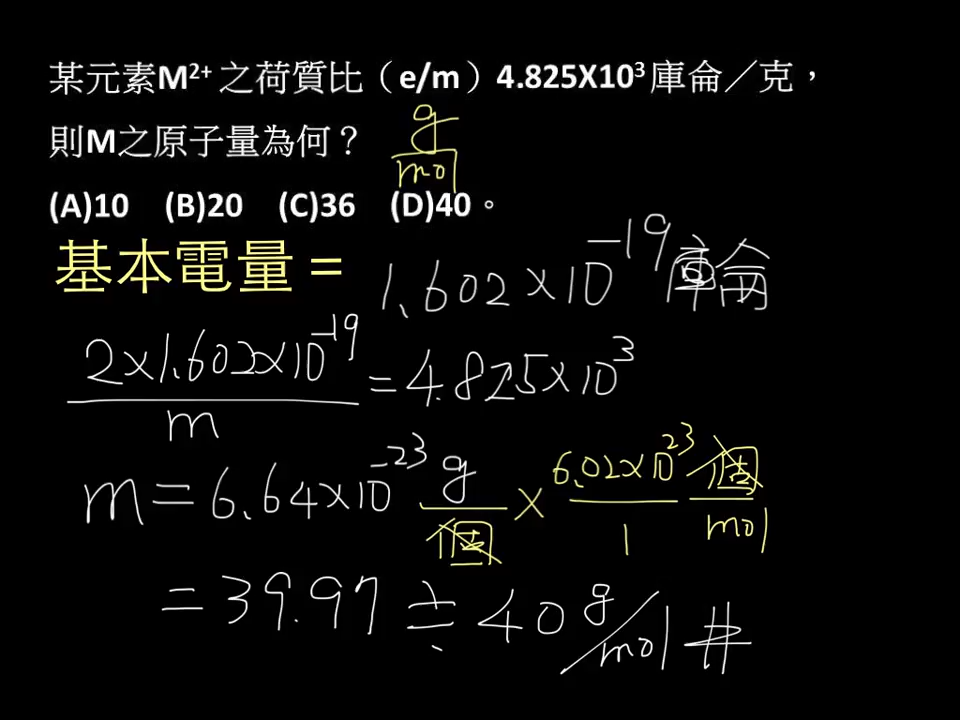 某元素M²⁺之荷質比（e/m）4.825X10³庫侖／克，
則M之原子量為何？ g/mol
(A)10 (B)20 (C)36 (D)40。
基本電量＝ 1.602×10⁻¹⁹庫侖
2×1.602×10⁻¹⁹/m = 4.825×10³
m = 6.64×10⁻²³ g/個 × 6.02×10²³/1 個/mol
= 39.97 ≒ 40 g/mol #